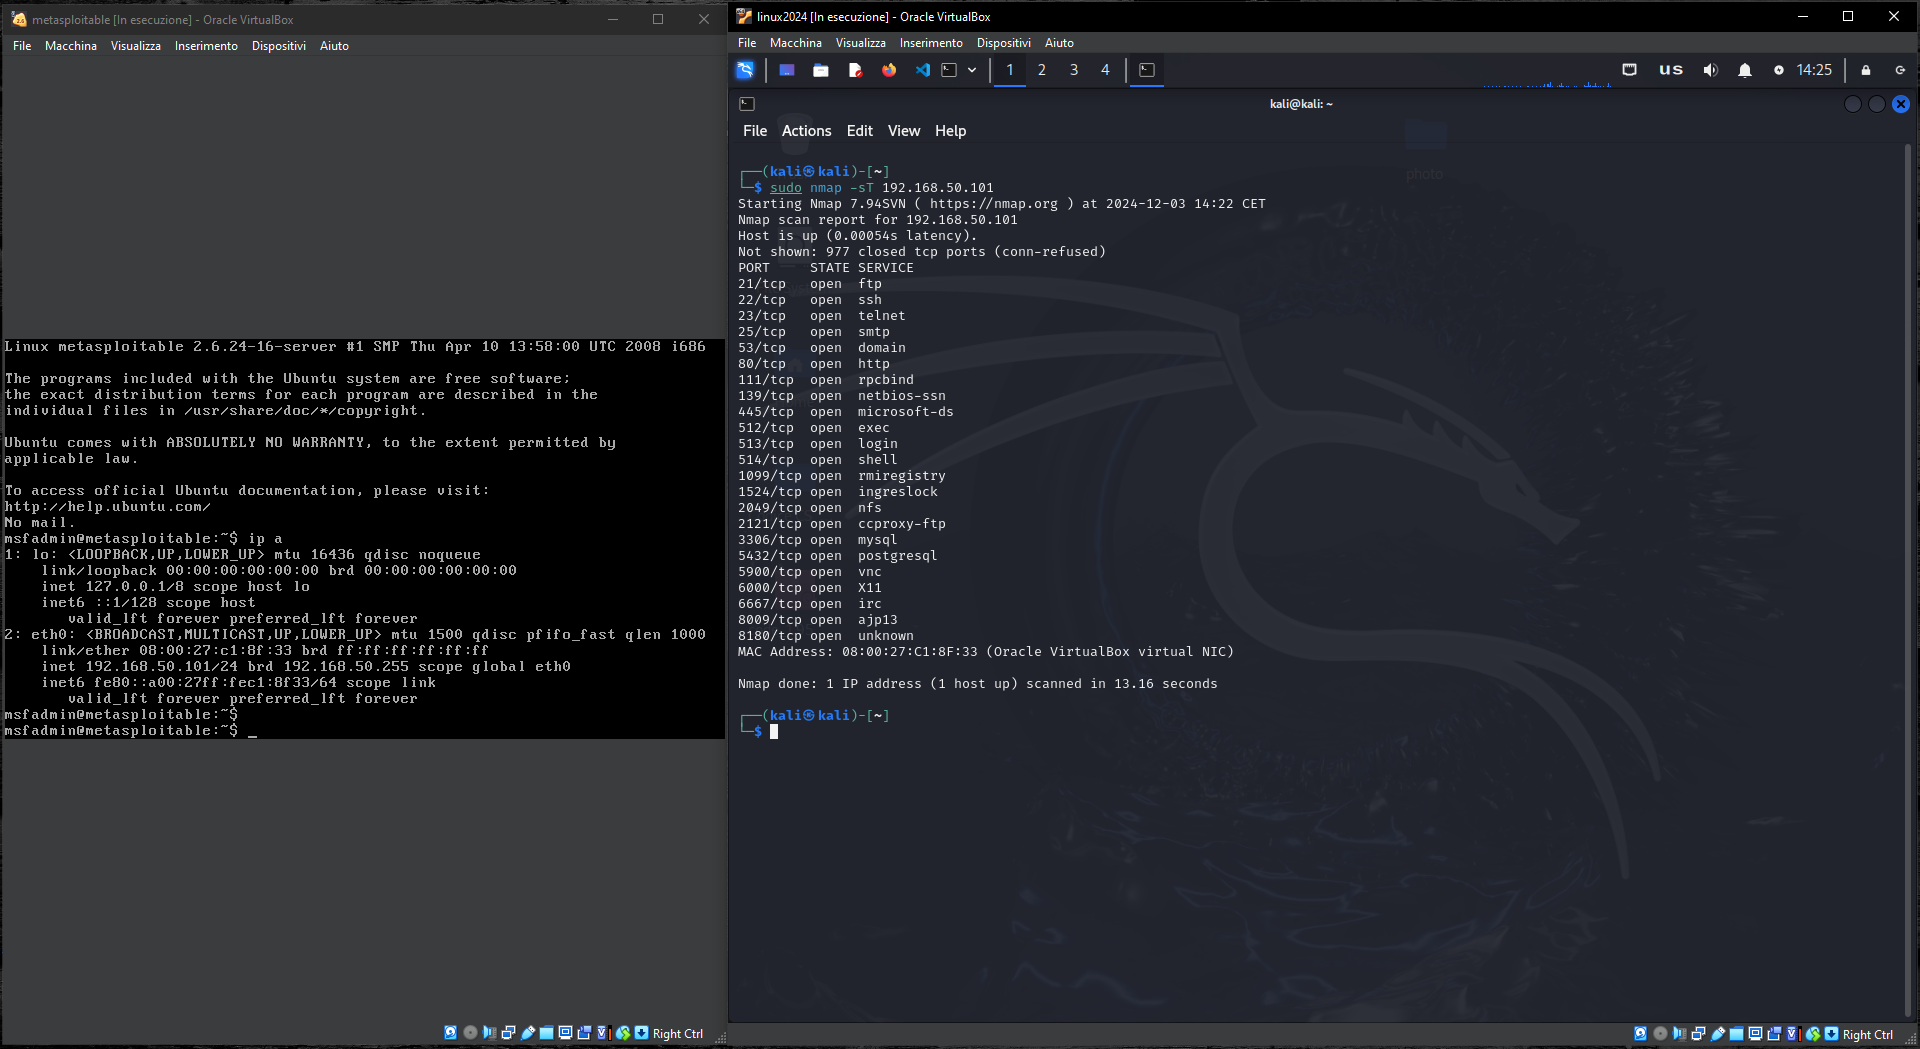 metasploitable [In esecuzione] - Oracle VirtualBox
File Macchina Visualizza Inserimento Dispositivi Aiuto
Linux metasploitable 2.6.24-16-server #1 SMP Thu Apr 10 13:58:00 UTC 2008 i686
The programs included with the Ubuntu system are free software;
the exact distribution terms for each program are described in the
individual files in /usr/share/doc/*/copyright.
Ubuntu comes with ABSOLUTELY NO WARRANTY, to the extent permitted by
applicable law.
To access official Ubuntu documentation, please visit:
http://help.ubuntu.com/
No mail.
msfadmin@metasploitable:~$ ip a
1: lo: <LOOPBACK,UP,LOWER_UP> mtu 16436 qdisc noqueue
    link/loopback 00:00:00:00:00:00 brd 00:00:00:00:00:00
    inet 127.0.0.1/8 scope host lo
    inet6 ::1/128 scope host
       valid_lft forever preferred_lft forever
2: eth0: <BROADCAST,MULTICAST,UP,LOWER_UP> mtu 1500 qdisc pfifo_fast qlen 1000
    link/ether 08:00:27:c1:8f:33 brd ff:ff:ff:ff:ff:ff
    inet 192.168.50.101/24 brd 192.168.50.255 scope global eth0
    inet6 fe80::a00:27ff:fec1:8f33/64 scope link
       valid_lft forever preferred_lft forever
msfadmin@metasploitable:~$
msfadmin@metasploitable:~$ _
Right Ctrl
linux2024 [In esecuzione] - Oracle VirtualBox
File Macchina Visualizza Inserimento Dispositivi Aiuto
1 2 3 4 us 14:25
kali@kali: ~
File Actions Edit View Help
photo
┌──(kali㉿kali)-[~]
└─$ sudo nmap -sT 192.168.50.101
Starting Nmap 7.94SVN ( https://nmap.org ) at 2024-12-03 14:22 CET
Nmap scan report for 192.168.50.101
Host is up (0.00054s latency).
Not shown: 977 closed tcp ports (conn-refused)
PORT     STATE SERVICE
21/tcp   open  ftp
22/tcp   open  ssh
23/tcp   open  telnet
25/tcp   open  smtp
53/tcp   open  domain
80/tcp   open  http
111/tcp  open  rpcbind
139/tcp  open  netbios-ssn
445/tcp  open  microsoft-ds
512/tcp  open  exec
513/tcp  open  login
514/tcp  open  shell
1099/tcp open  rmiregistry
1524/tcp open  ingreslock
2049/tcp open  nfs
2121/tcp open  ccproxy-ftp
3306/tcp open  mysql
5432/tcp open  postgresql
5900/tcp open  vnc
6000/tcp open  X11
6667/tcp open  irc
8009/tcp open  ajp13
8180/tcp open  unknown
MAC Address: 08:00:27:C1:8F:33 (Oracle VirtualBox virtual NIC)
Nmap done: 1 IP address (1 host up) scanned in 13.16 seconds
┌──(kali㉿kali)-[~]
└─$
Right Ctrl